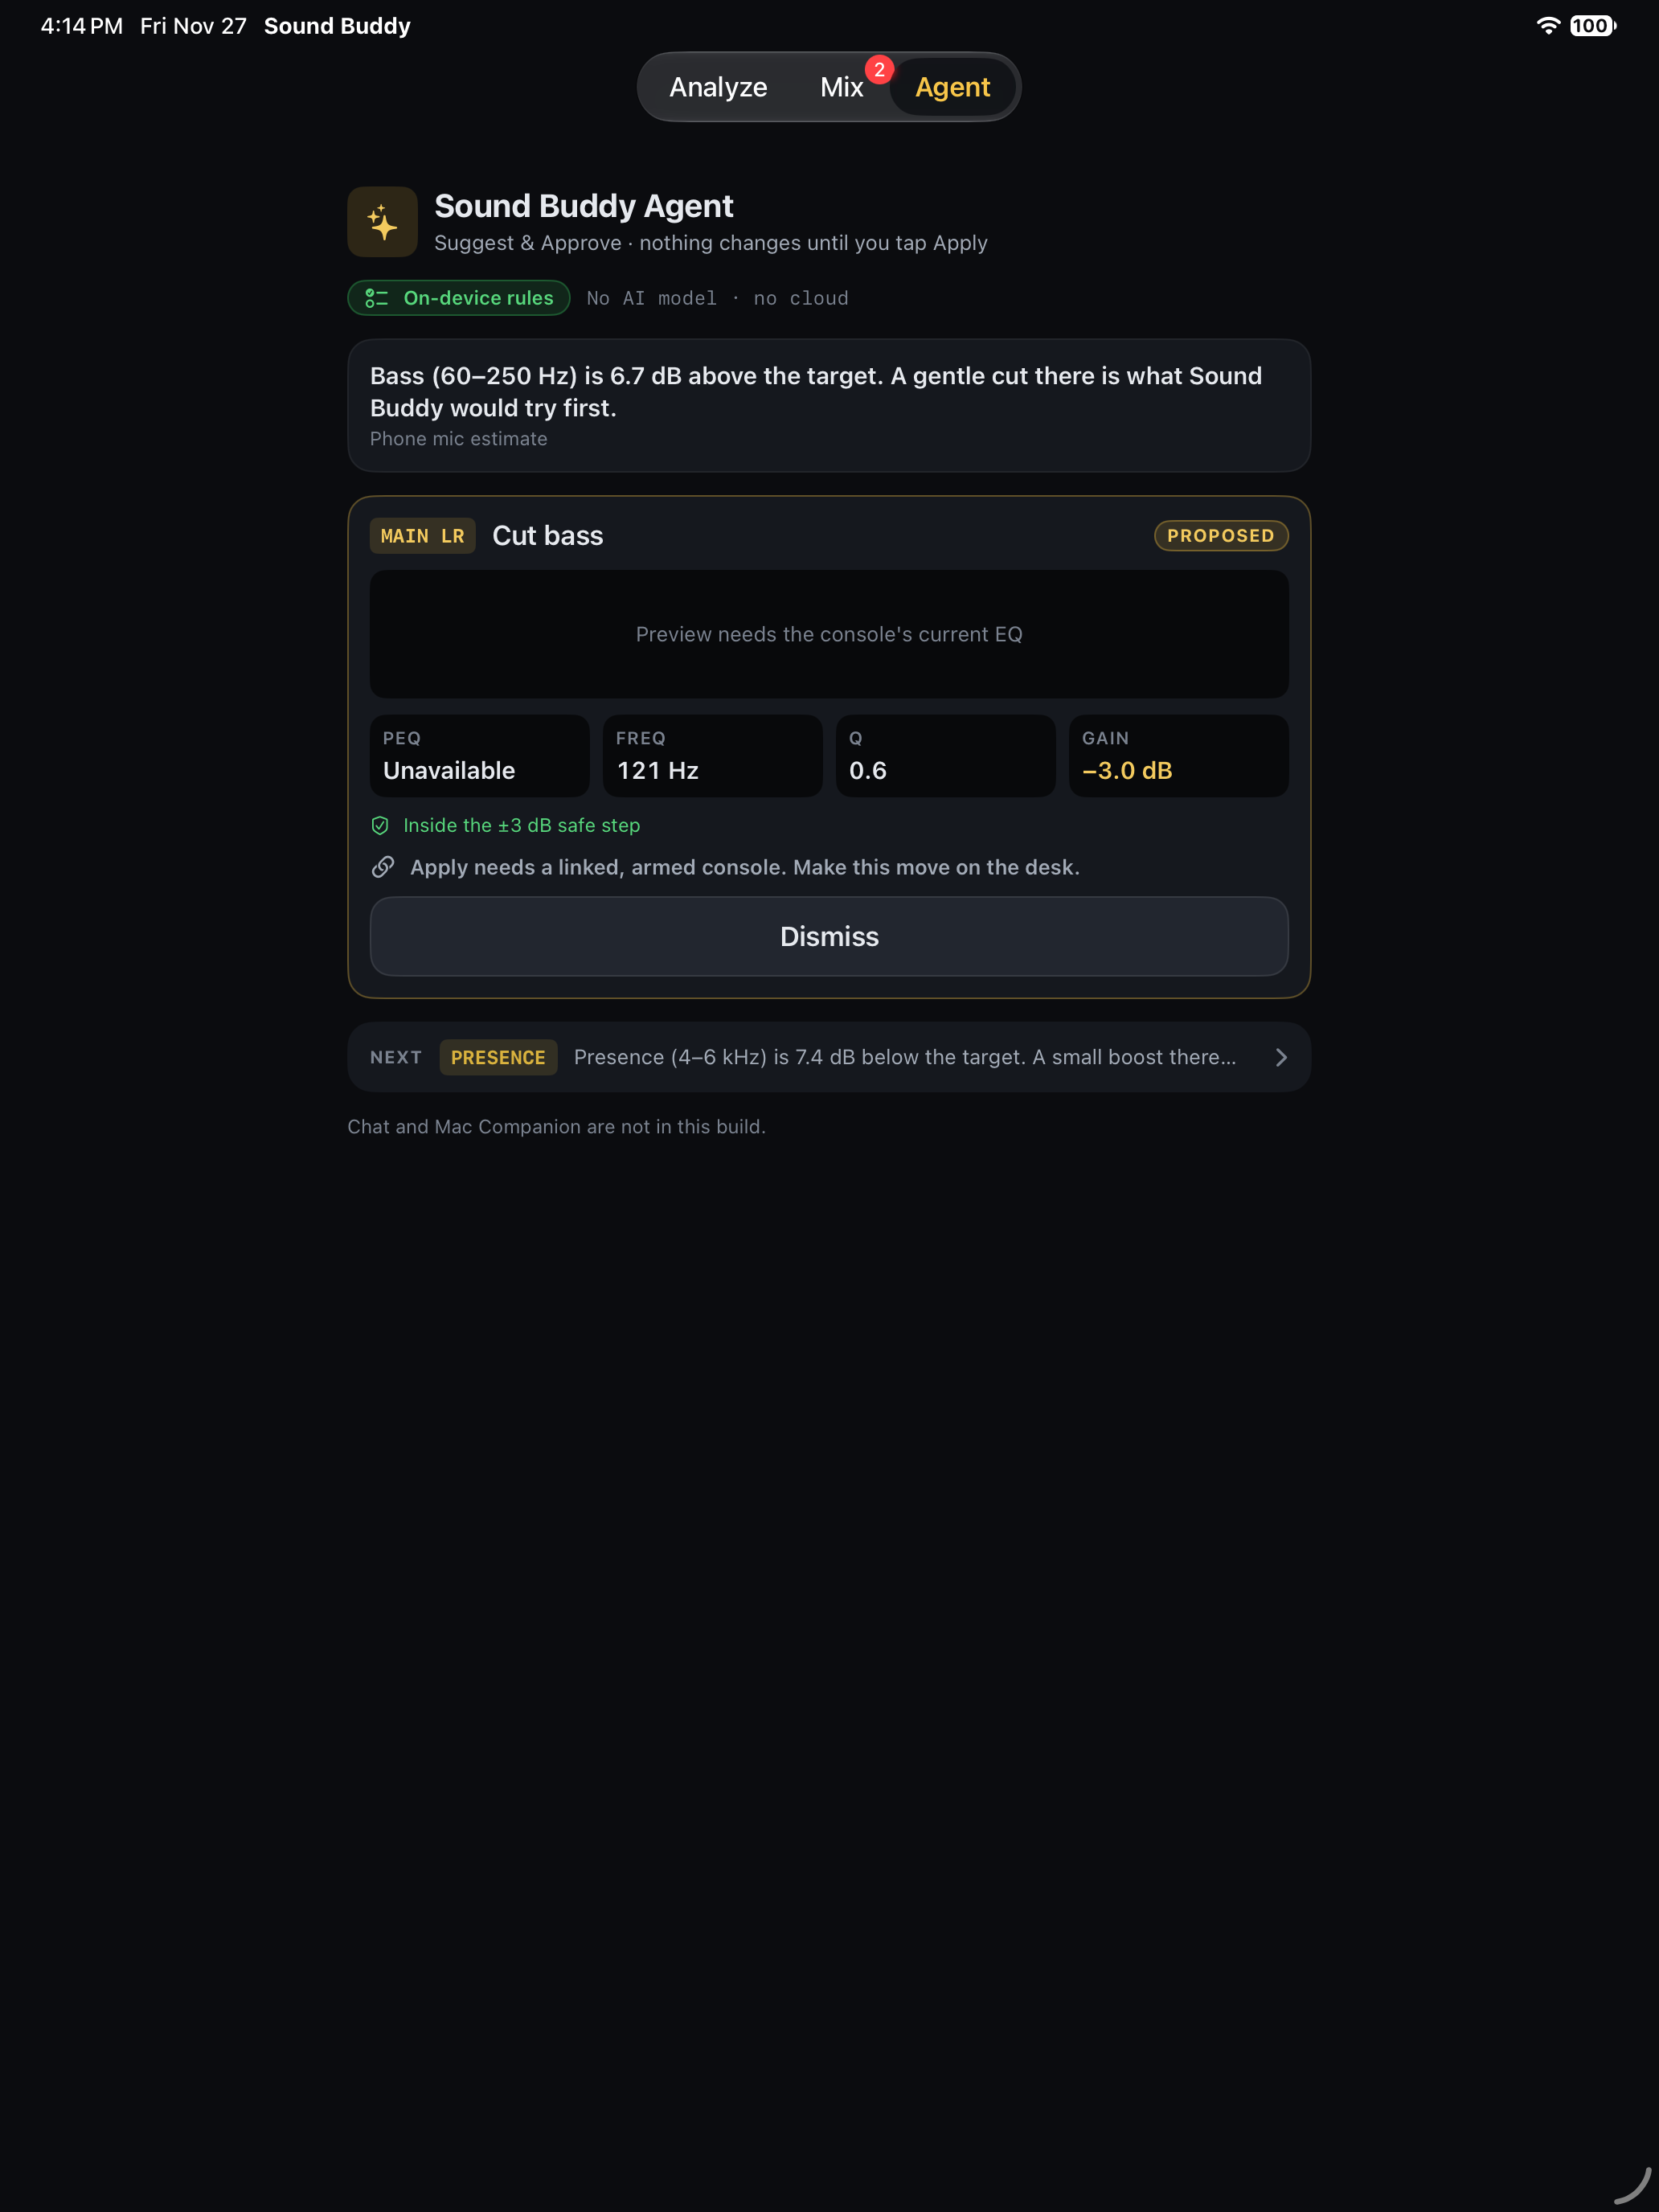 4:14 PM Fri Nov 27 Sound Buddy 100
Analyze Mix 2 Agent
Sound Buddy Agent
Suggest & Approve · nothing changes until you tap Apply
On-device rules No AI model · no cloud
Bass (60–250 Hz) is 6.7 dB above the target. A gentle cut there is what Sound
Buddy would try first.
Phone mic estimate
MAIN LR Cut bass PROPOSED
Preview needs the console's current EQ
PEQ FREQ Q GAIN
Unavailable 121 Hz 0.6 −3.0 dB
Inside the ±3 dB safe step
Apply needs a linked, armed console. Make this move on the desk.
Dismiss
NEXT PRESENCE Presence (4–6 kHz) is 7.4 dB below the target. A small boost there...
Chat and Mac Companion are not in this build.